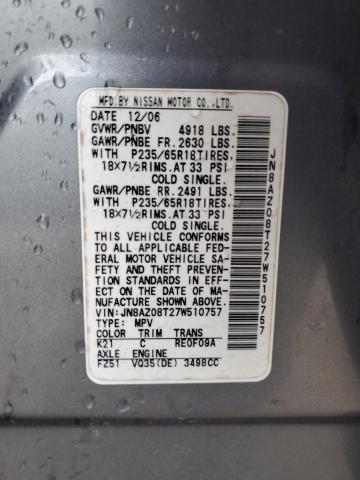 MFD.BY NISSAN MOTOR CO.,LTD.
DATE 12/06
GVWR/PNBV 4918 LBS.
GAWR/PNBE FR. 2630 LBS.
WITH P235/65R18TIRES,
18×7½RIMS,AT 33 PSI
COLD SINGLE.
GAWR/PNBE RR. 2491 LBS.
WITH P235/65R18TIRES,
18×7½RIMS,AT 33 PSI
COLD SINGLE.
THIS VEHICLE CONFORMS
TO ALL APPLICABLE FED-
ERAL MOTOR VEHICLE SA-
FETY AND THEFT PREVEN-
TION STANDARDS IN EFF-
ECT ON THE DATE OF MA-
NUFACTURE SHOWN ABOVE.
VIN:JN8AZ08T27W510757
TYPE: MPV
COLOR TRIM TRANS
K21 C RE0F09A
AXLE ENGINE
FZ51 VQ35(DE) 3498CC
JN8AZ08T27W510757